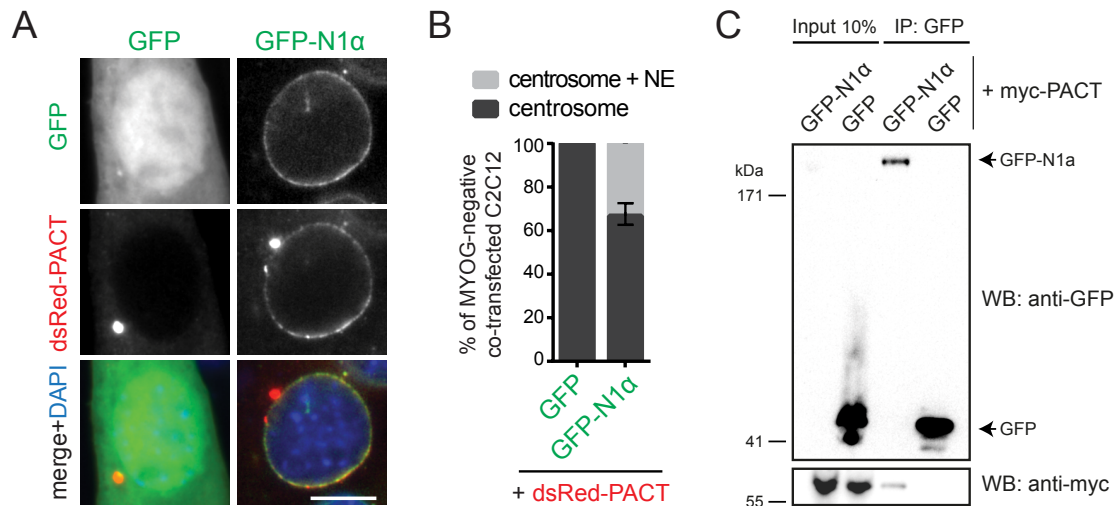 A
GFP
GFP-N1α
GFP
dsRed-PACT
merge+DAPI
B
centrosome + NE
centrosome
% of MYOG-negative
co-transfected C2C12
100
80
60
40
20
0
GFP
GFP-N1α
+ dsRed-PACT
C
Input 10%
IP: GFP
GFP-N1α
GFP
GFP-N1α
GFP
+ myc-PACT
kDa
171
41
55
GFP-N1a
GFP
WB: anti-GFP
WB: anti-myc